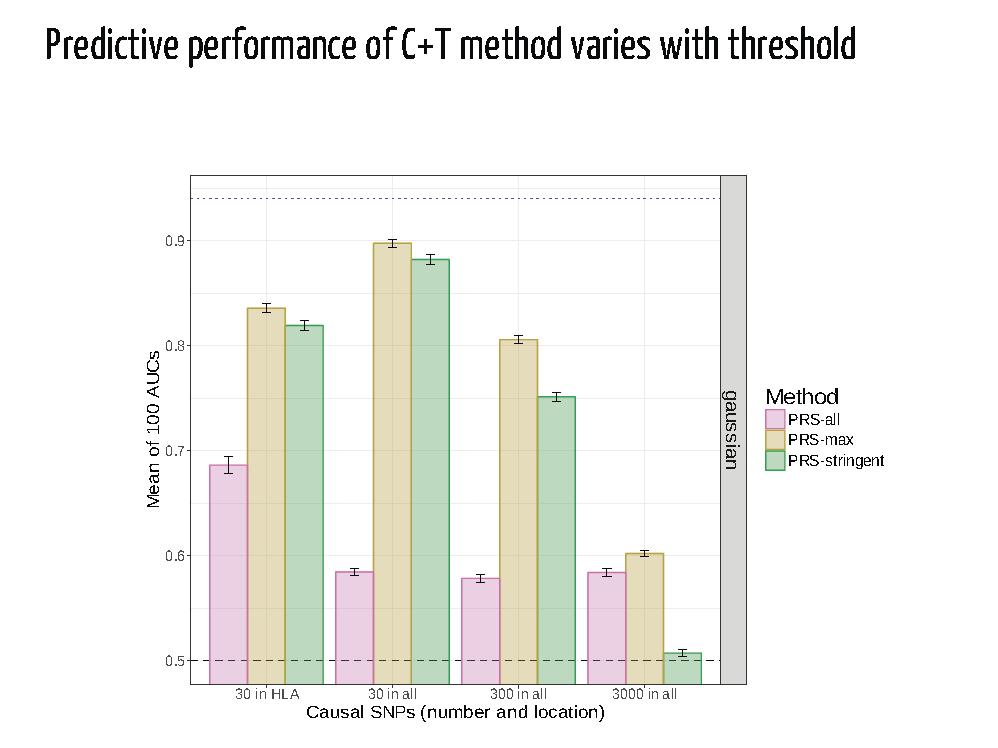 Predictive performance of C+T method varies with threshold
0.9
0.8
0.7
0.6
0.5
Mean of 100 AUCs
30 in HLA
30 in all
300 in all
3000 in all
Causal SNPs (number and location)
gaussian
Method
PRS-all
PRS-max
PRS-stringent